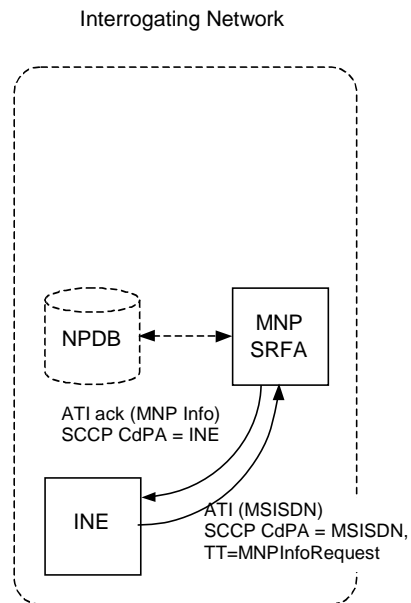 Interrogating Network
NPDB
MNP
SRFA
ATI ack (MNP Info)
SCCP CdPA = INE
INE
ATI (MSISDN)
SCCP CdPA = MSISDN,
TT=MNPInfoRequest